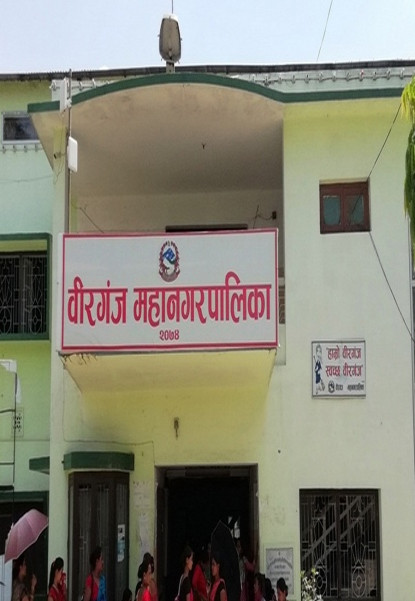 वीरगंज महानगरपालिका
२०७४
"हाम्रो वीरगंज
स्वच्छ वीरगंज"